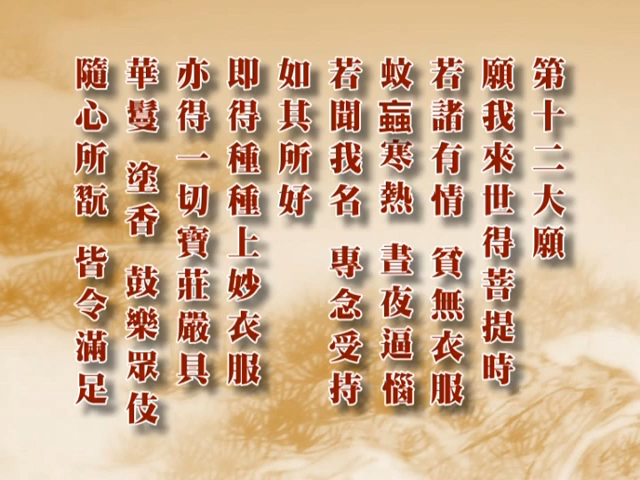 第十二大願
願我來世得菩提時
若諸有情 貧無衣服
蚊蝱寒熱 晝夜逼惱
若聞我名 專念受持
如其所好
即得種種上妙衣服
亦得一切寶莊嚴具
華鬘 塗香 鼓樂眾伎
隨心所翫 皆令滿足